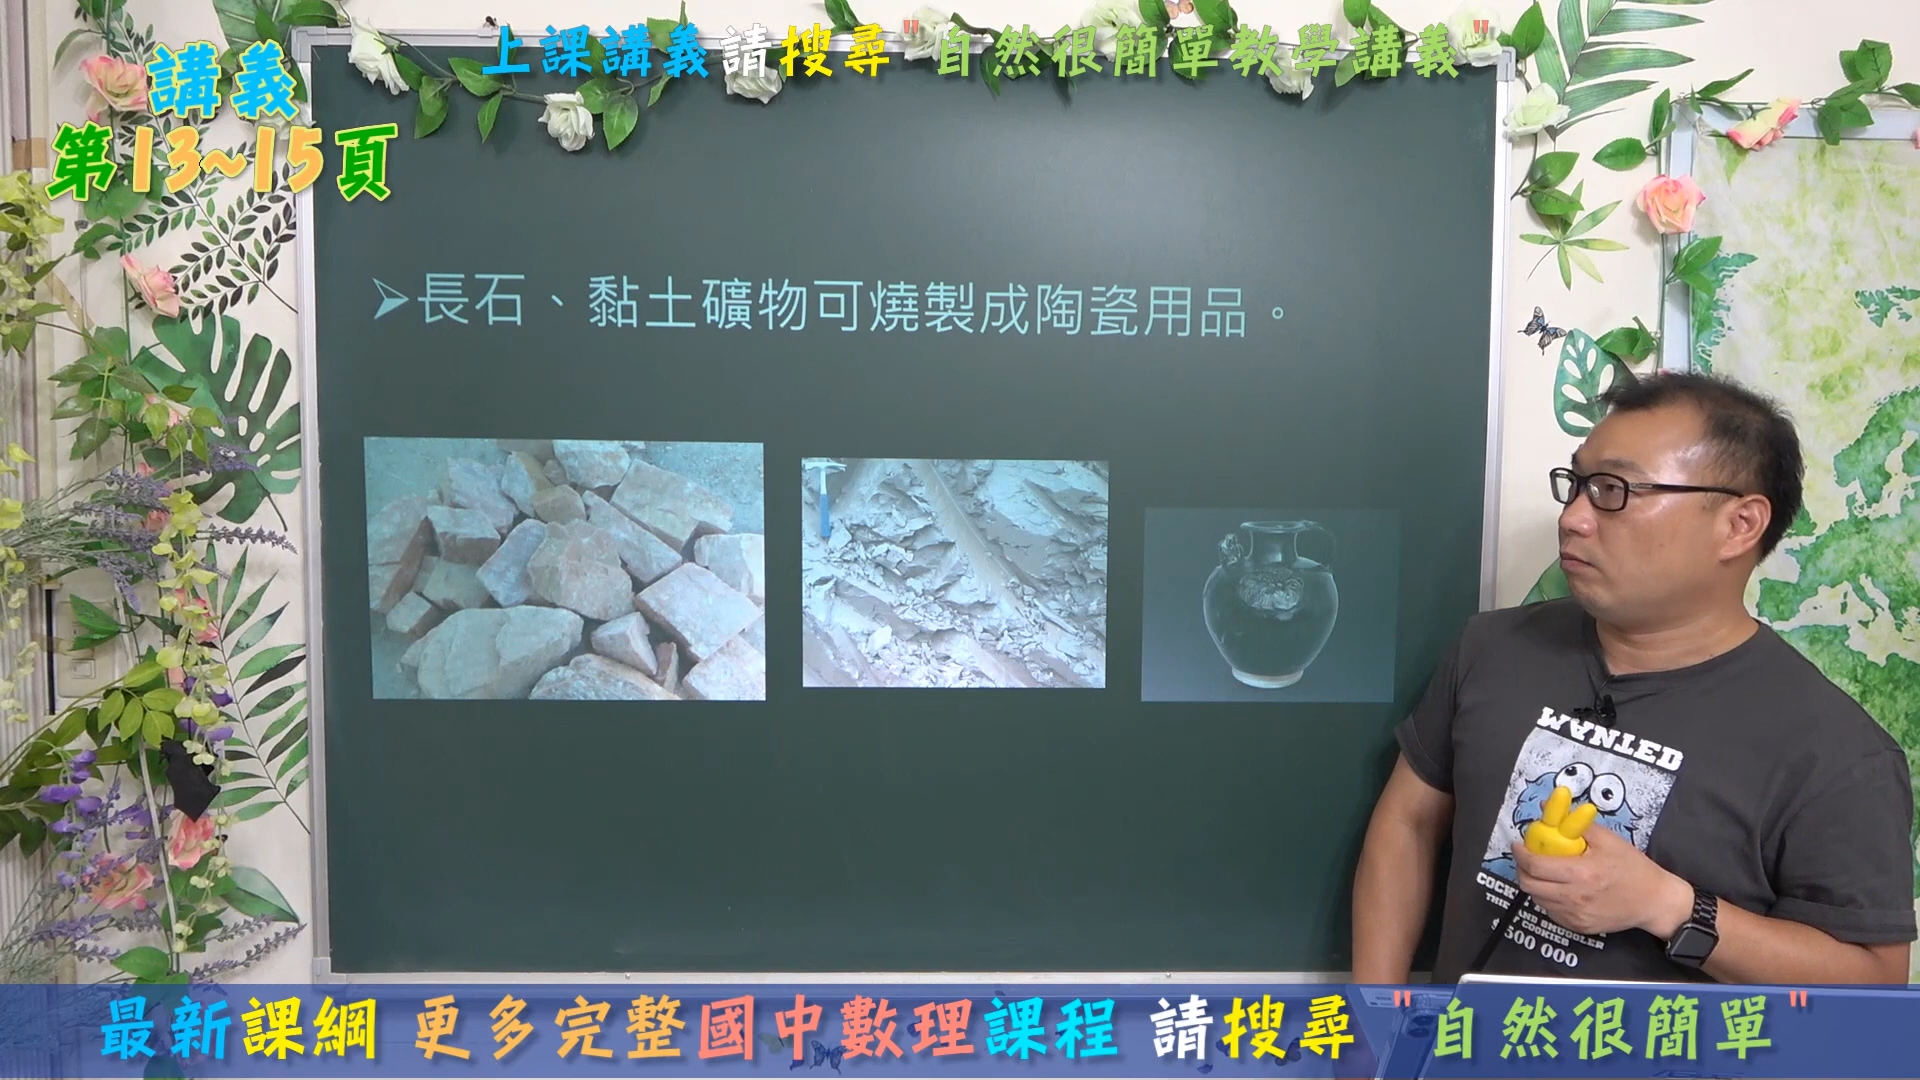 上課講義請搜尋"自然很簡單教學講義"
講義
第13~15頁
➢長石、黏土礦物可燒製成陶瓷用品。
WANTED
$500 000
最新課綱 更多完整國中數理課程 請搜尋 "自然很簡單"